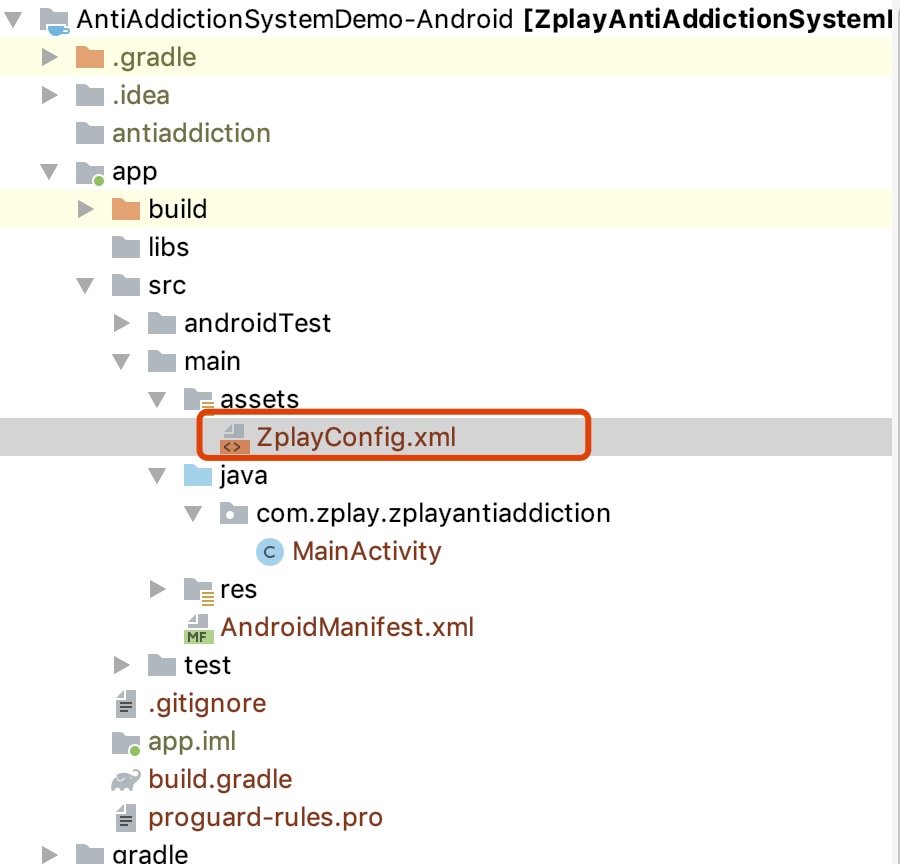 AntiAddictionSystemDemo-Android [ZplayAntiAddictionSystem
.gradle
.idea
antiaddiction
app
build
libs
src
androidTest
main
assets
<> ZplayConfig.xml
java
com.zplay.zplayantiaddiction
C MainActivity
res
MF AndroidManifest.xml
test
.gitignore
app.iml
build.gradle
proguard-rules.pro
gradle